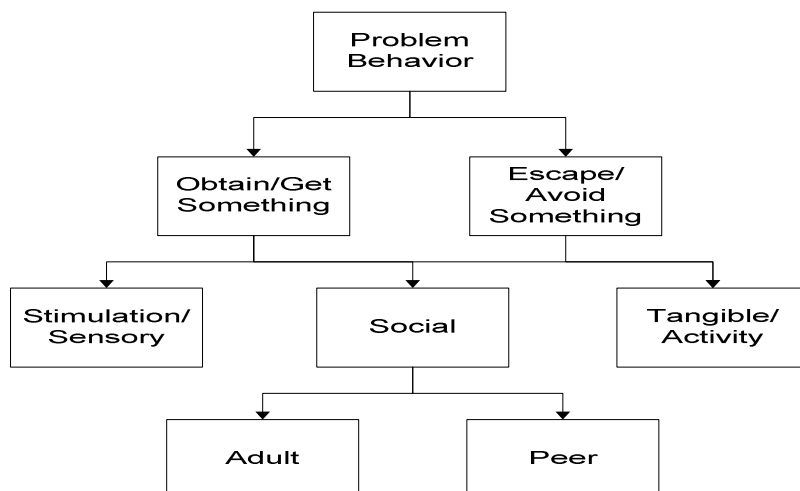 Problem
Behavior
Obtain/Get
Something
Escape/
Avoid
Something
Stimulation/
Sensory
Social
Tangible/
Activity
Adult
Peer